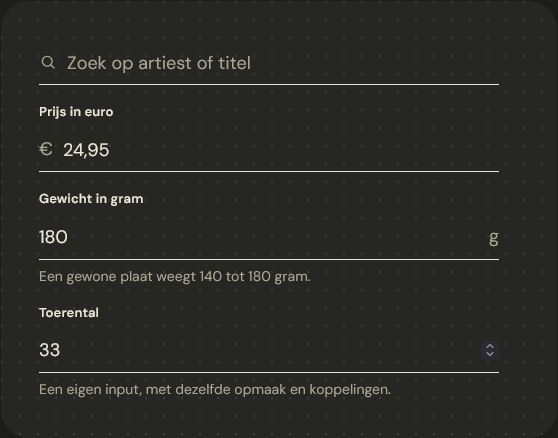 Zoek op artiest of titel
Prijs in euro
€ 24,95
Gewicht in gram
180 g
Een gewone plaat weegt 140 tot 180 gram.
Toerental
33
Een eigen input, met dezelfde opmaak en koppelingen.